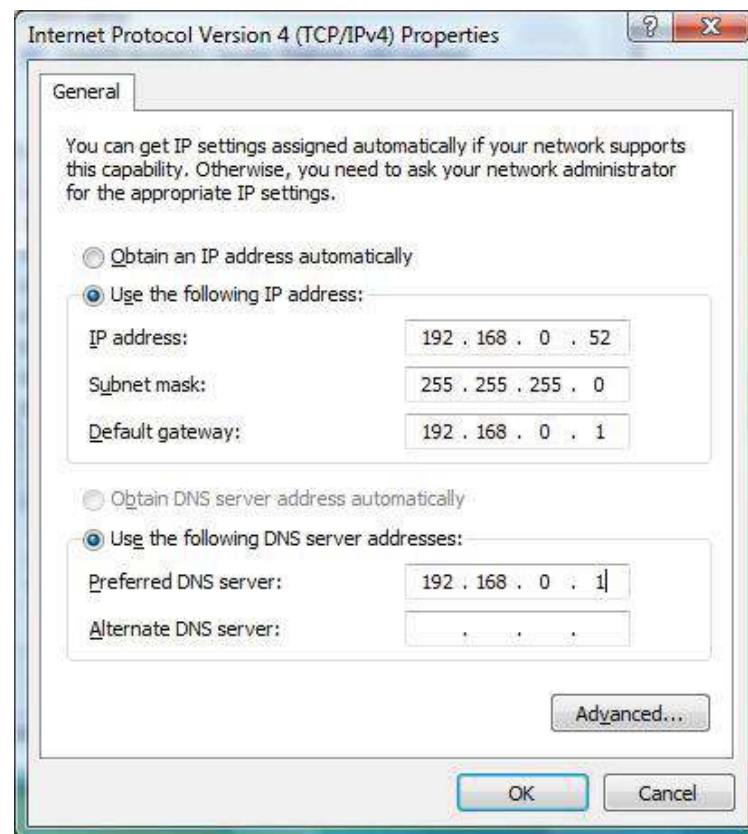 Internet Protocol Version 4 (TCP/IPv4) Properties
General
You can get IP settings assigned automatically if your network supports
this capability. Otherwise, you need to ask your network administrator
for the appropriate IP settings.
Obtain an IP address automatically
Use the following IP address:
IP address: 192 . 168 . 0 . 52
Subnet mask: 255 . 255 . 255 . 0
Default gateway: 192 . 168 . 0 . 1
Obtain DNS server address automatically
Use the following DNS server addresses:
Preferred DNS server: 192 . 168 . 0 . 1
Alternate DNS server: . . .
Advanced...
OK Cancel